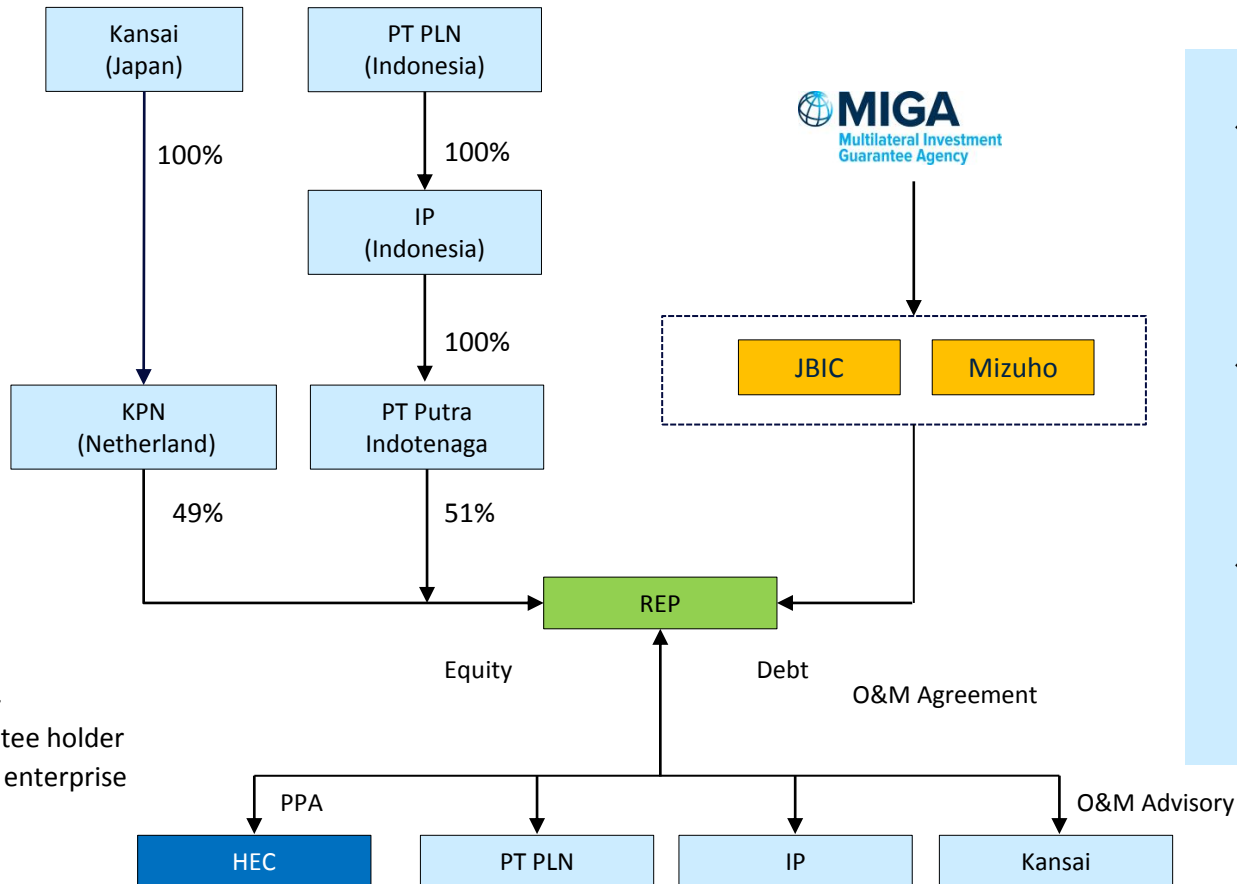 Kansai
(Japan)
PT PLN
(Indonesia)
MIGA
Multilateral Investment
Guarantee Agency
100%
100%
IP
(Indonesia)
100%
JBIC
Mizuho
KPN
(Netherland)
PT Putra
Indotenaga
49%
51%
REP
Equity
Debt
O&M Agreement
tee holder
enterprise
PPA
O&M Advisory
HEC
PT PLN
IP
Kansai